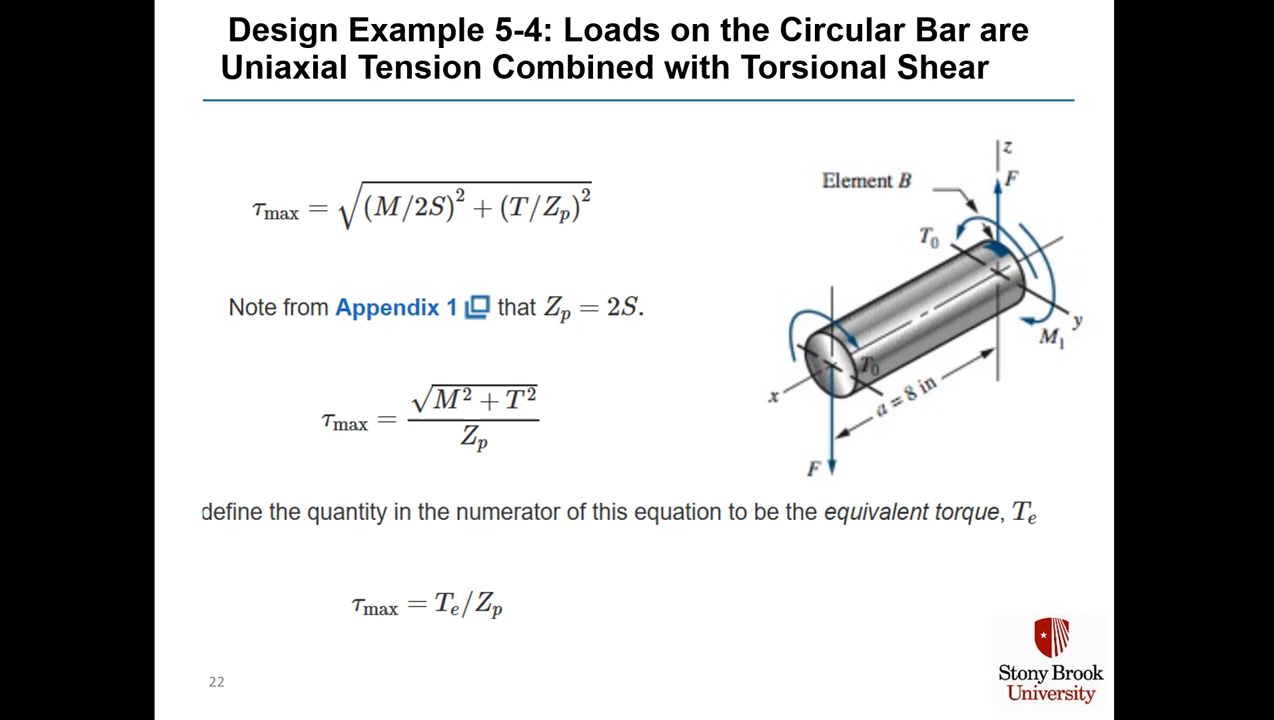 Design Example 5-4: Loads on the Circular Bar are
Uniaxial Tension Combined with Torsional Shear
τmax = √(M/2S)² + (T/Zp)²
Note from Appendix 1 that Zp = 2S.
τmax = √M² + T² / Zp
define the quantity in the numerator of this equation to be the equivalent torque, Te
τmax = Te/Zp
z
F
Element B
T0
y
M1
T0
x
a = 8 in
F
22
Stony Brook
University